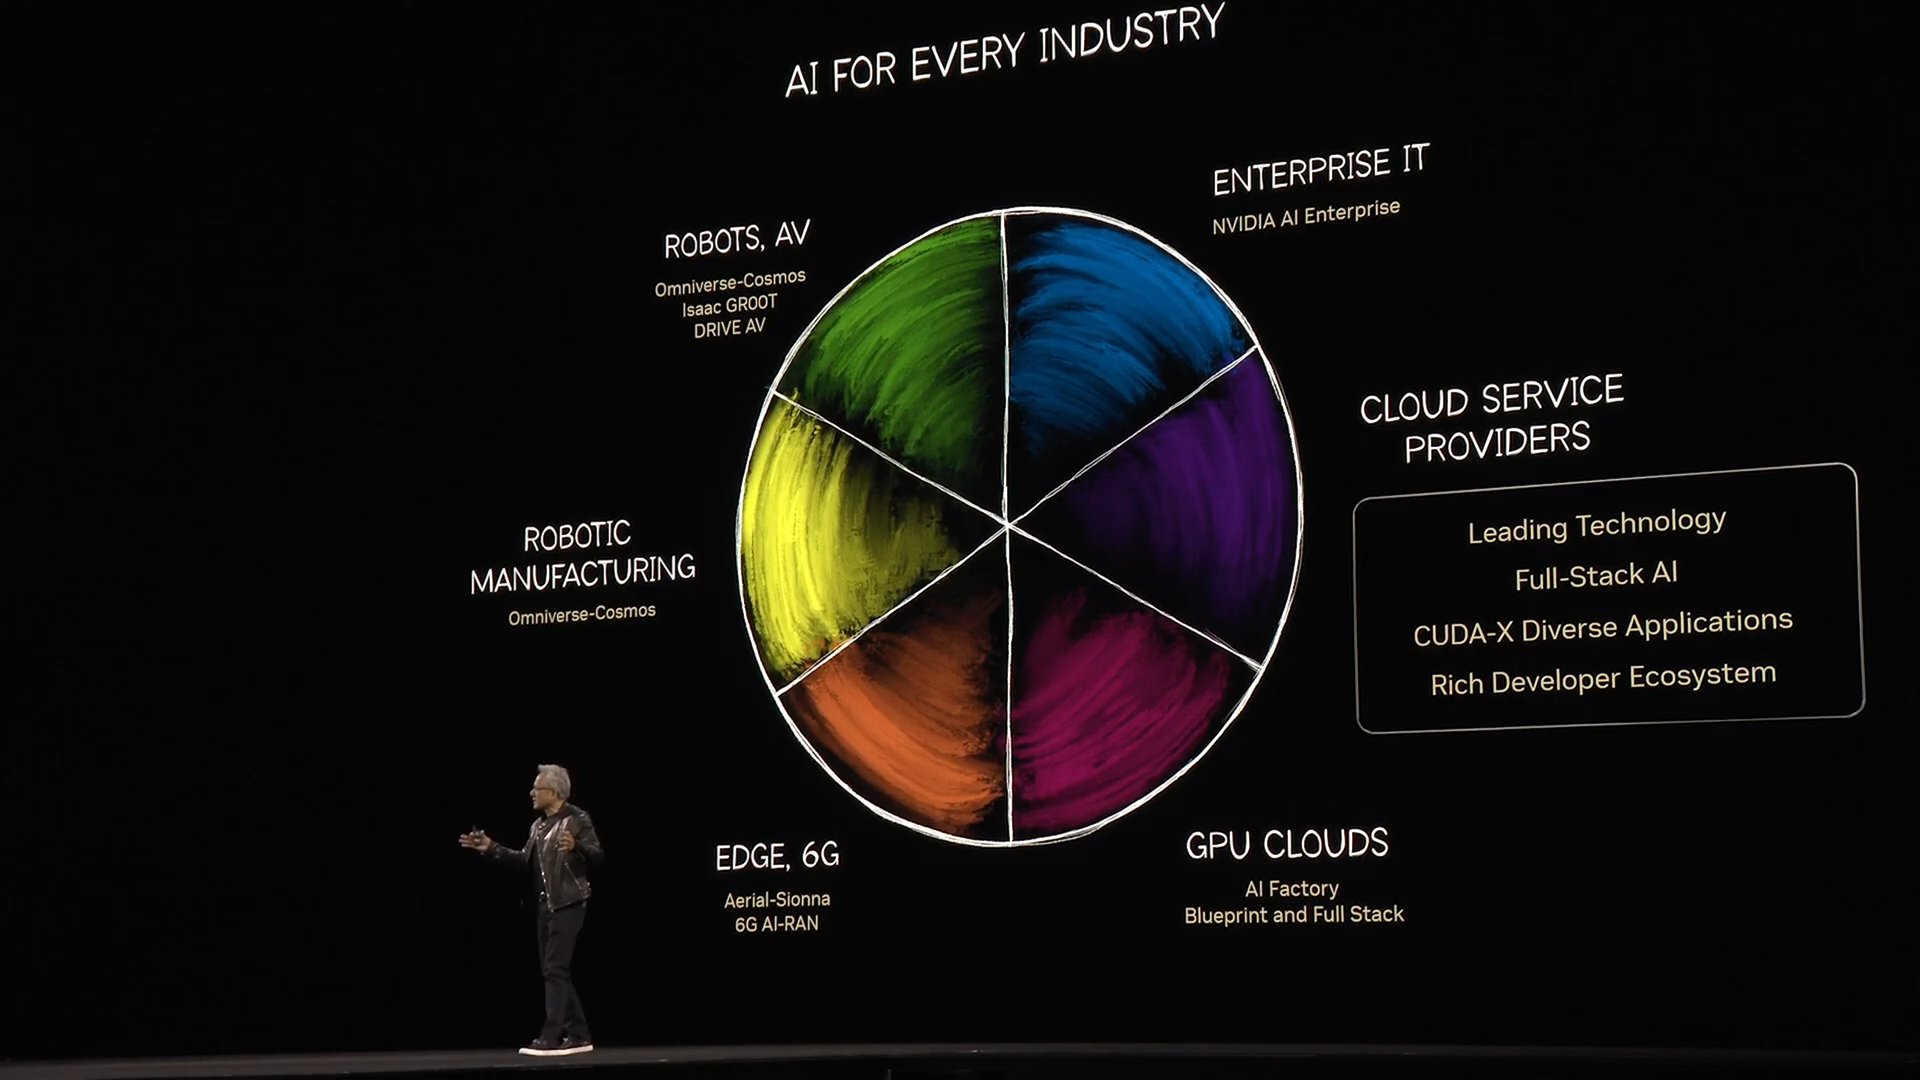 AI FOR EVERY INDUSTRY
ENTERPRISE IT
NVIDIA AI Enterprise
ROBOTS, AV
Omniverse-Cosmos
Isaac GR00T
DRIVE AV
CLOUD SERVICE
PROVIDERS
Leading Technology
Full-Stack AI
CUDA-X Diverse Applications
Rich Developer Ecosystem
ROBOTIC
MANUFACTURING
Omniverse-Cosmos
EDGE, 6G
Aerial-Sionna
6G AI-RAN
GPU CLOUDS
AI Factory
Blueprint and Full Stack